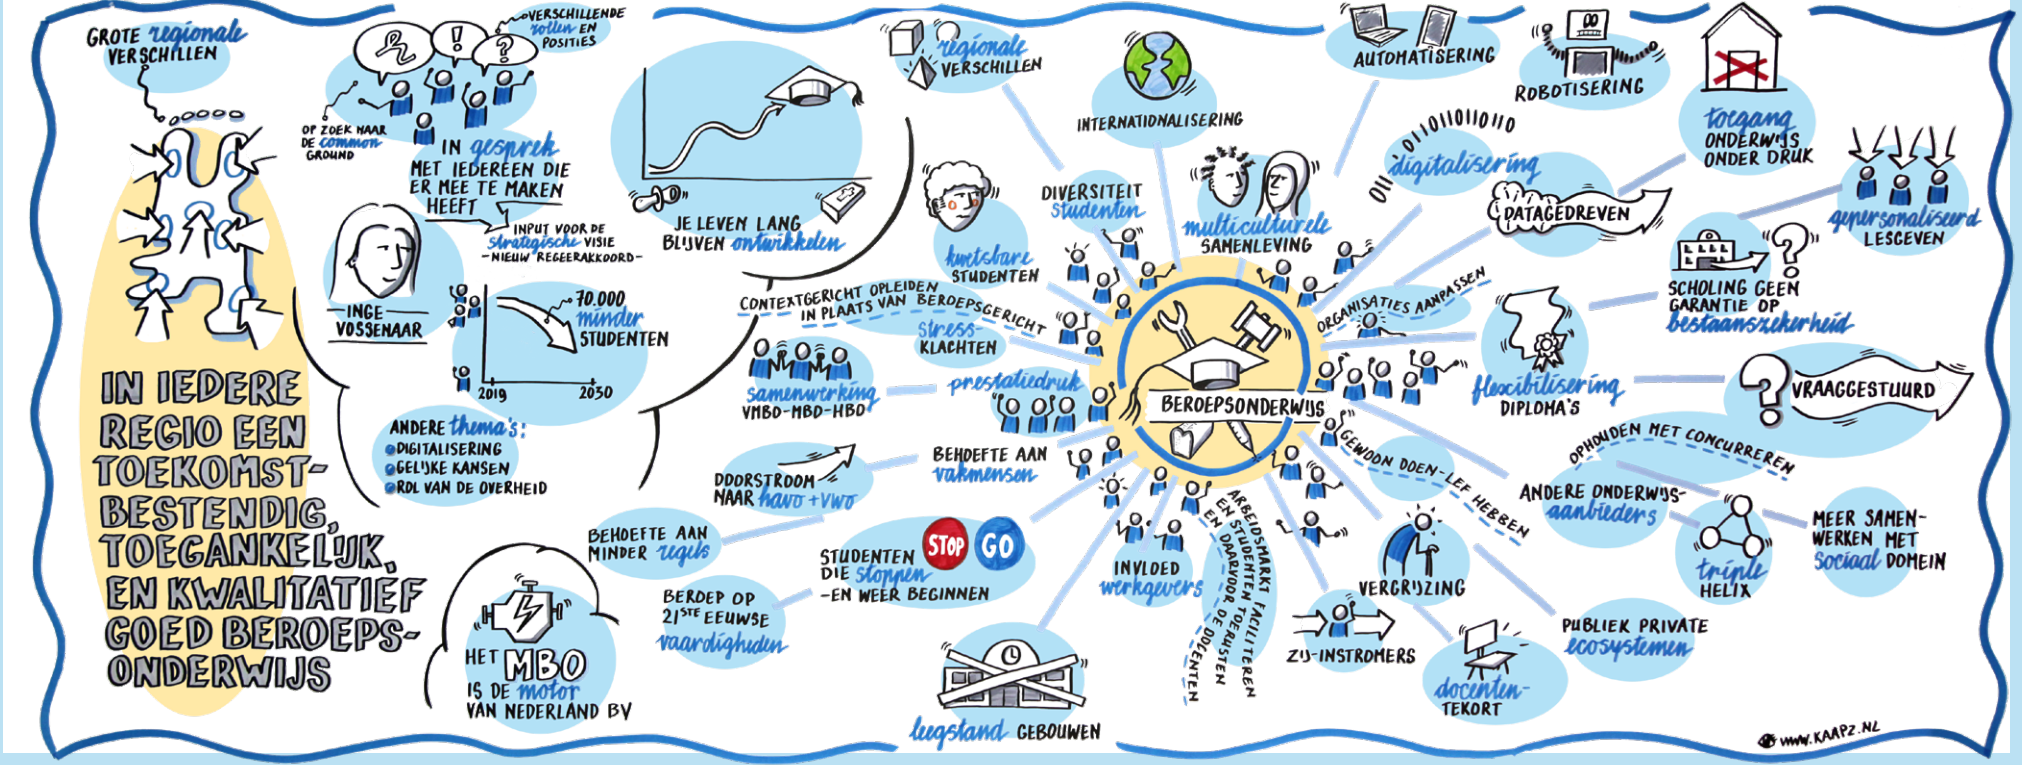 GROTE regionale
VERSCHILLEN
VERSCHILLENDE
rollen EN
POSITIES
OP ZOEK NAAR
DE common
GROUND
IN gesprek
MET IEDEREEN DIE
ER MEE TE MAKEN
HEEFT
INPUT VOOR DE
strategische VISIE
-NIEUW REGEERAKKOORD-
INGE
VOSSENAAR
70.000
minder
STUDENTEN
2019
2050
ANDERE thema's:
DIGITALISERING
GELIJKE KANSEN
ROL VAN DE OVERHEID
IN IEDERE
REGIO EEN
TOEKOMST-
BESTENDIG,
TOEGANKELIJK,
EN KWALITATIEF
GOED BEROEPS-
ONDERWIJS
JE LEVEN LANG
BLIJVEN ontwikkelen
HET MBO
IS DE motor
VAN NEDERLAND BV
regionale
VERSCHILLEN
INTERNATIONALISERING
AUTOMATISERING
ROBOTISERING
toegang
ONDERWIJS
ONDER DRUK
011011011010
011
digitalisering
DIVERSITEIT
studenten
multiculturele
SAMENLEVING
DATAGEDREVEN
gepersonaliseerd
LESGEVEN
kwetsbare
STUDENTEN
SCHOLING GEEN
GARANTIE OP
bestaanszekerheid
CONTEXTGERICHT OPLEIDEN
IN PLAATS VAN BEROEPSGERICHT
ORGANISATIES AANPASSEN
stress-
KLACHTEN
samenwerking
VMBO-MBO-HBO
prestatiedruk
BEROEPSONDERWIJS
flexibilisering
DIPLOMA'S
?
VRAAGGESTUURD
BEHOEFTE AAN
vakmensen
DOORSTROOM
NAAR havo + vwo
GEWOON DOEN-LEF HEBBEN
OPHOUDEN MET CONCURREREN
ANDERE ONDERWIJS-
aanbieders
triple
HELIX
MEER SAMEN-
WERKEN MET
Sociaal DOMEIN
BEHOEFTE AAN
MINDER regels
STUDENTEN
DIE stoppen
-EN WEER BEGINNEN
STOP
GO
BEROEP OP
21STE EEUWSE
vaardigheden
INVLOED
werkgevers
ARBEIDSMARKT FACILITEREN
EN STUDENTEN TOERUSTEN
EN DAARVOOR DE DOCENTEN
VERGRIJZING
ZIJ-INSTROMERS
docenten-
TEKORT
PUBLIEK PRIVATE
ecosystemen
leegstand GEBOUWEN
www.KAAPZ.NL